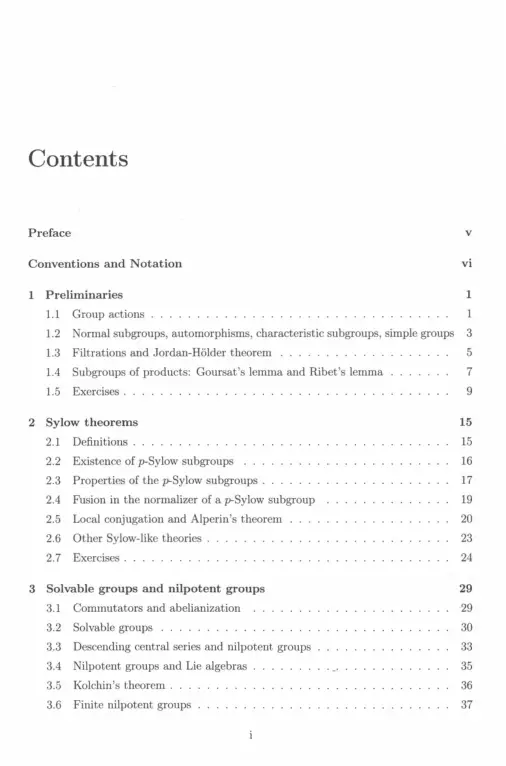 Contents
Preface v
Conventions and Notation vi
1 Preliminaries 1
1.1 Group actions . . . . . . . . . . . . . . . . . . . . . . . . . . . . . . . . 1
1.2 Normal subgroups, automorphisms, characteristic subgroups, simple groups 3
1.3 Filtrations and Jordan-Hölder theorem . . . . . . . . . . . . . . . . . . . 5
1.4 Subgroups of products: Goursat's lemma and Ribet's lemma . . . . . . . 7
1.5 Exercises . . . . . . . . . . . . . . . . . . . . . . . . . . . . . . . . . . . 9
2 Sylow theorems 15
2.1 Definitions . . . . . . . . . . . . . . . . . . . . . . . . . . . . . . . . . . 15
2.2 Existence of p-Sylow subgroups . . . . . . . . . . . . . . . . . . . . . . 16
2.3 Properties of the p-Sylow subgroups . . . . . . . . . . . . . . . . . . . . 17
2.4 Fusion in the normalizer of a p-Sylow subgroup . . . . . . . . . . . . . 19
2.5 Local conjugation and Alperin's theorem . . . . . . . . . . . . . . . . . 20
2.6 Other Sylow-like theories . . . . . . . . . . . . . . . . . . . . . . . . . . 23
2.7 Exercises . . . . . . . . . . . . . . . . . . . . . . . . . . . . . . . . . . . 24
3 Solvable groups and nilpotent groups 29
3.1 Commutators and abelianization . . . . . . . . . . . . . . . . . . . . . 29
3.2 Solvable groups . . . . . . . . . . . . . . . . . . . . . . . . . . . . . . . 30
3.3 Descending central series and nilpotent groups . . . . . . . . . . . . . . 33
3.4 Nilpotent groups and Lie algebras . . . . . . . . . . . . . . . . . . . . . 35
3.5 Kolchin's theorem . . . . . . . . . . . . . . . . . . . . . . . . . . . . . . 36
3.6 Finite nilpotent groups . . . . . . . . . . . . . . . . . . . . . . . . . . . 37
i